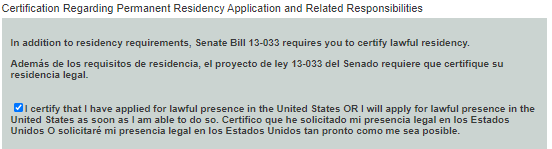 Certification Regarding Permanent Residency Application and Related Responsibilities
In addition to residency requirements, Senate Bill 13-033 requires you to certify lawful residency.
Además de los requisitos de residencia, el proyecto de ley 13-033 del Senado requiere que certifique su
residencia legal.
I certify that I have applied for lawful presence in the United States OR I will apply for lawful presence in the
United States as soon as I am able to do so. Certifico que he solicitado mi presencia legal en los Estados
Unidos O solicitaré mi presencia legal en los Estados Unidos tan pronto como me sea posible.